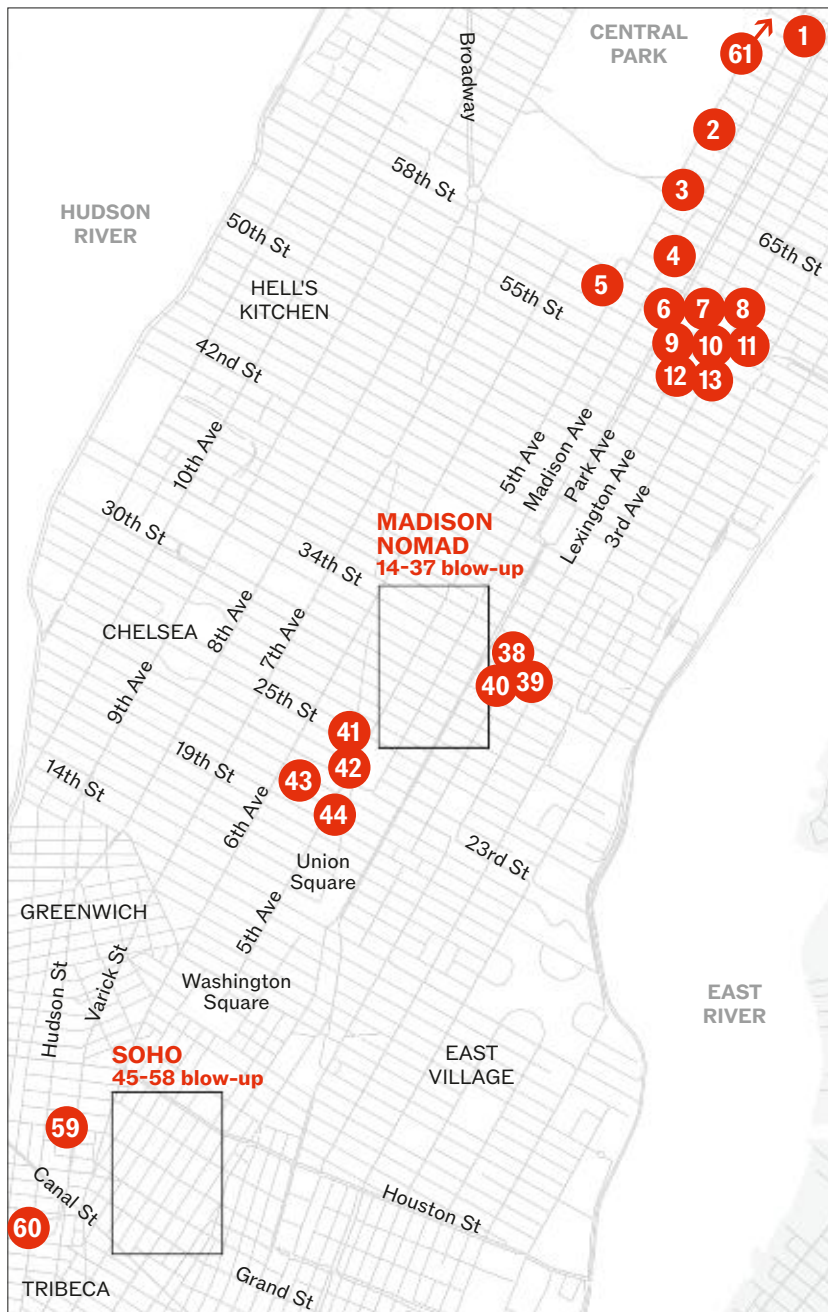 CENTRAL
PARK
61
1
Broadway
2
58th St
3
HUDSON
RIVER
50th St
65th St
4
5
55th St
HELL'S
KITCHEN
6
7
8
9
10
11
12
13
42nd St
10th Ave
5th Ave
Madison Ave
Park Ave
Lexington Ave
3rd Ave
30th St
MADISON
NOMAD
14-37 blow-up
34th St
CHELSEA
8th Ave
7th Ave
9th Ave
38
40
39
25th St
41
42
43
44
19th St
14th St
6th Ave
23rd St
Union
Square
GREENWICH
5th Ave
Hudson St
Varick St
Washington
Square
EAST
RIVER
EAST
VILLAGE
SOHO
45-58 blow-up
59
Canal St
60
Houston St
TRIBECA
Grand St